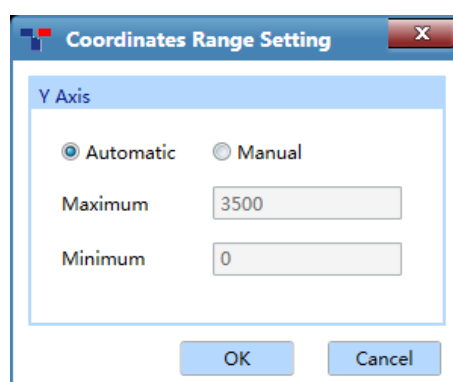 Coordinates Range Setting
X
Y Axis
Automatic Manual
Maximum 3500
Minimum 0
OK Cancel